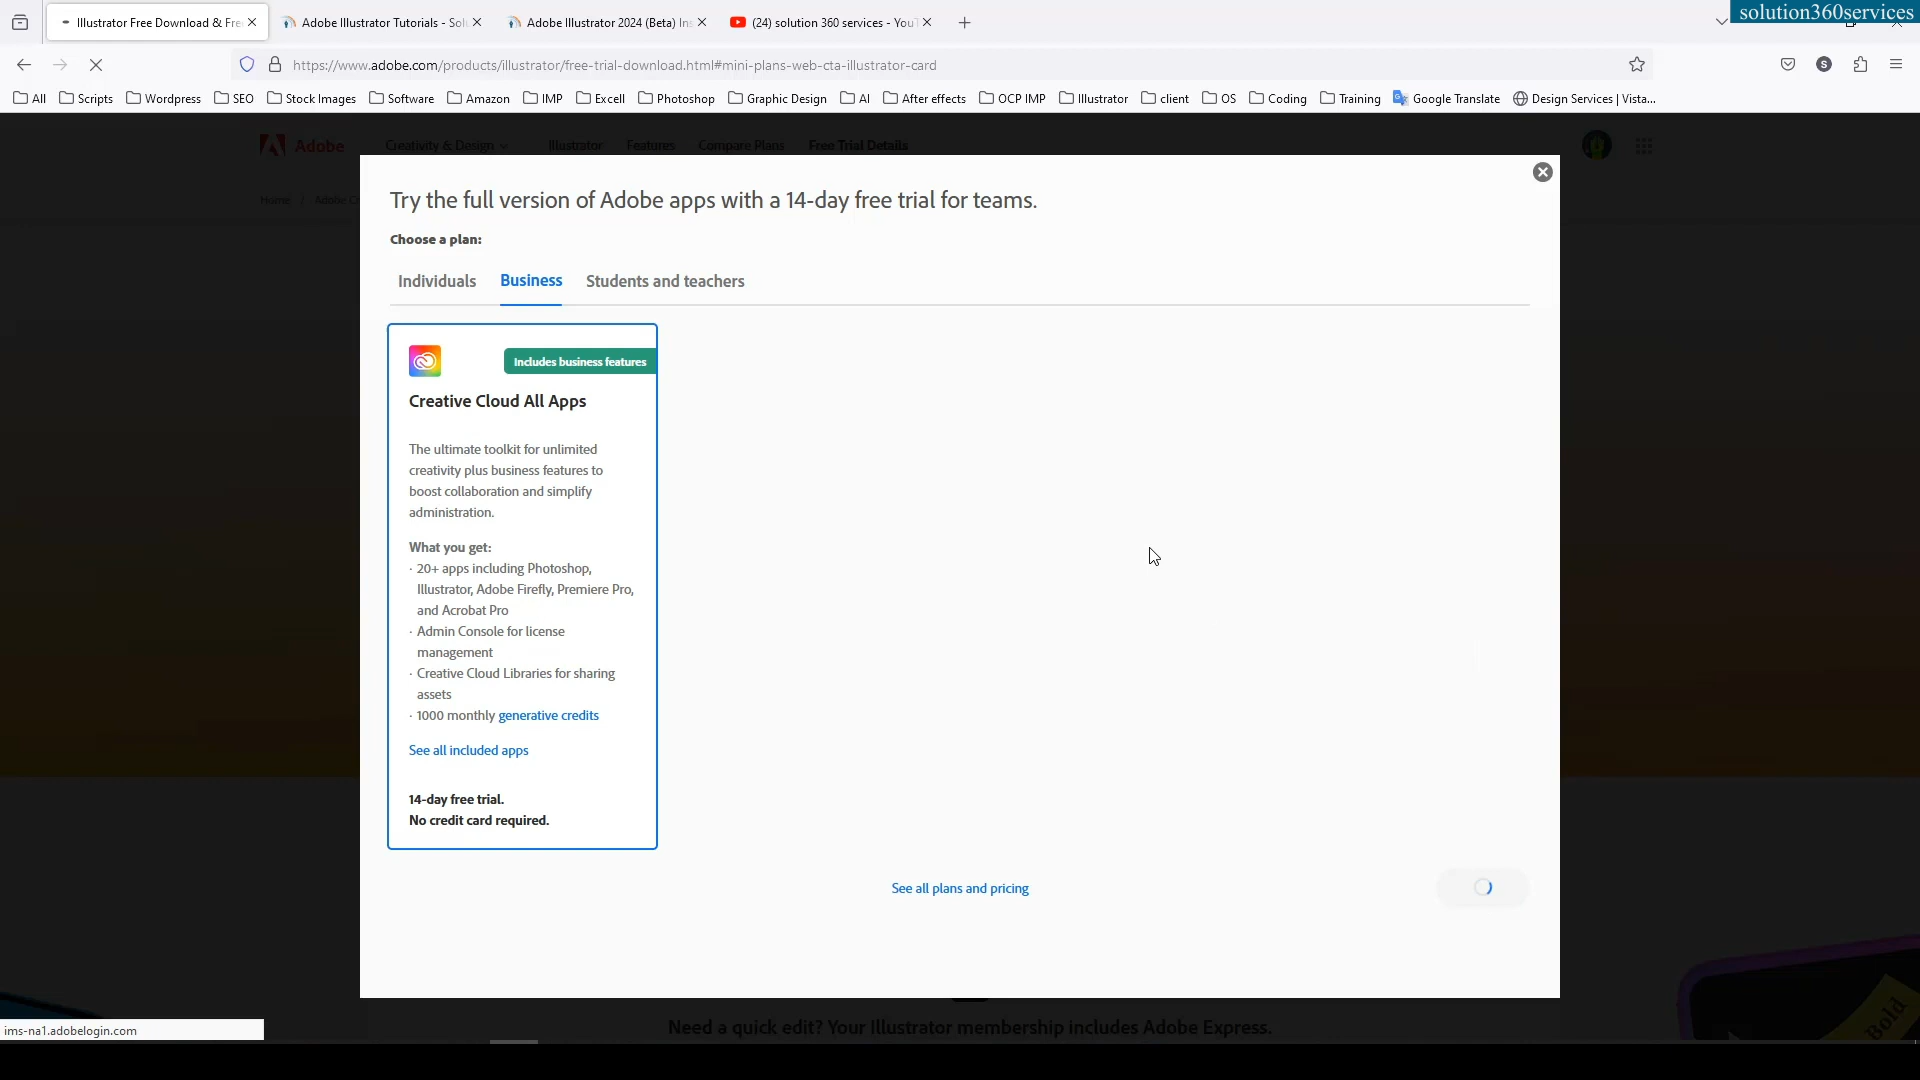 Illustrator Free Download & Fre
Adobe Illustrator Tutorials - Sol
Adobe Illustrator 2024 (Beta) Ins
(24) solution 360 services - YouT
solution360services
https://www.adobe.com/products/illustrator/free-trial-download.html#mini-plans-web-cta-illustrator-card
S
All
Scripts
Wordpress
SEO
Stock Images
Software
Amazon
IMP
Excell
Photoshop
Graphic Design
AI
After effects
OCP IMP
Illustrator
client
OS
Coding
Training
Google Translate
Design Services | Vista...
Adobe
Creativity & Design
Illustrator
Features
Compare Plans
Free Trial Details
Home / Adobe C
Try the full version of Adobe apps with a 14-day free trial for teams.
Choose a plan:
Individuals
Business
Students and teachers
Includes business features
Creative Cloud All Apps
The ultimate toolkit for unlimited
creativity plus business features to
boost collaboration and simplify
administration.
What you get:
· 20+ apps including Photoshop,
Illustrator, Adobe Firefly, Premiere Pro,
and Acrobat Pro
· Admin Console for license
management
· Creative Cloud Libraries for sharing
assets
· 1000 monthly generative credits
See all included apps
14-day free trial.
No credit card required.
See all plans and pricing
Need a quick edit? Your Illustrator membership includes Adobe Express.
Bold
ims-na1.adobelogin.com